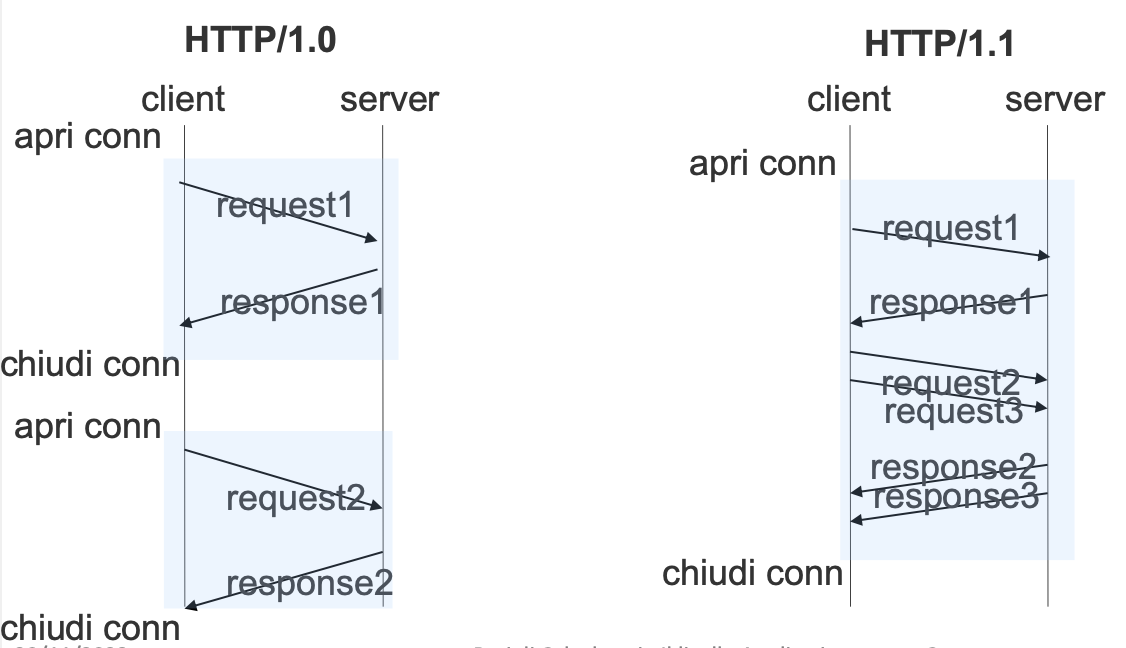 HTTP/1.0
client server
apri conn
request1
response1
chiudi conn
apri conn
request2
response2
chiudi conn
HTTP/1.1
client server
apri conn
request1
response1
request2
request3
response2
response3
chiudi conn